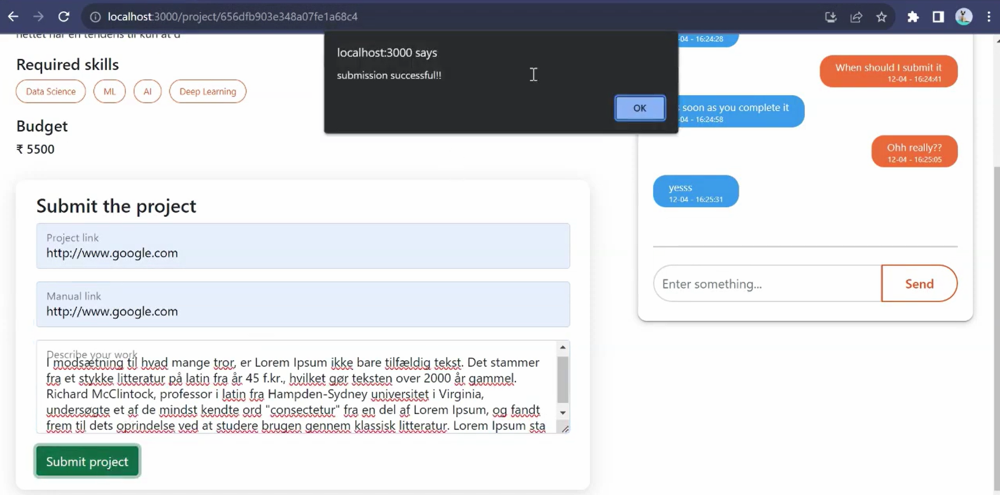 localhost:3000/project/656dfb903e348a07fe1a68c4
localhost:3000 says
submission successful!!
OK
Required skills
Data Science
ML
AI
Deep Learning
Budget
₹ 5500
Submit the project
Project link
http://www.google.com
Manual link
http://www.google.com
Describe your work
I modsætning til hvad mange tror, er Lorem Ipsum ikke bare tilfældig tekst. Det stammer
fra et stykke litteratur på latin fra år 45 f.kr., hvilket gør teksten over 2000 år gammel.
Richard McClintock, professor i latin fra Hampden-Sydney universitet i Virginia,
undersøgte et af de mindst kendte ord "consectetur" fra en del af Lorem Ipsum, og fandt
frem til dets oprindelse ved at studere brugen gennem klassisk litteratur. Lorem Ipsum sta
Submit project
-04 - 16:24:28
When should I submit it
12-04 - 16:24:41
soon as you complete it
-04 - 16:24:58
Ohh really??
12-04 - 16:25:05
yesss
12-04 - 16:25:31
Enter something...
Send